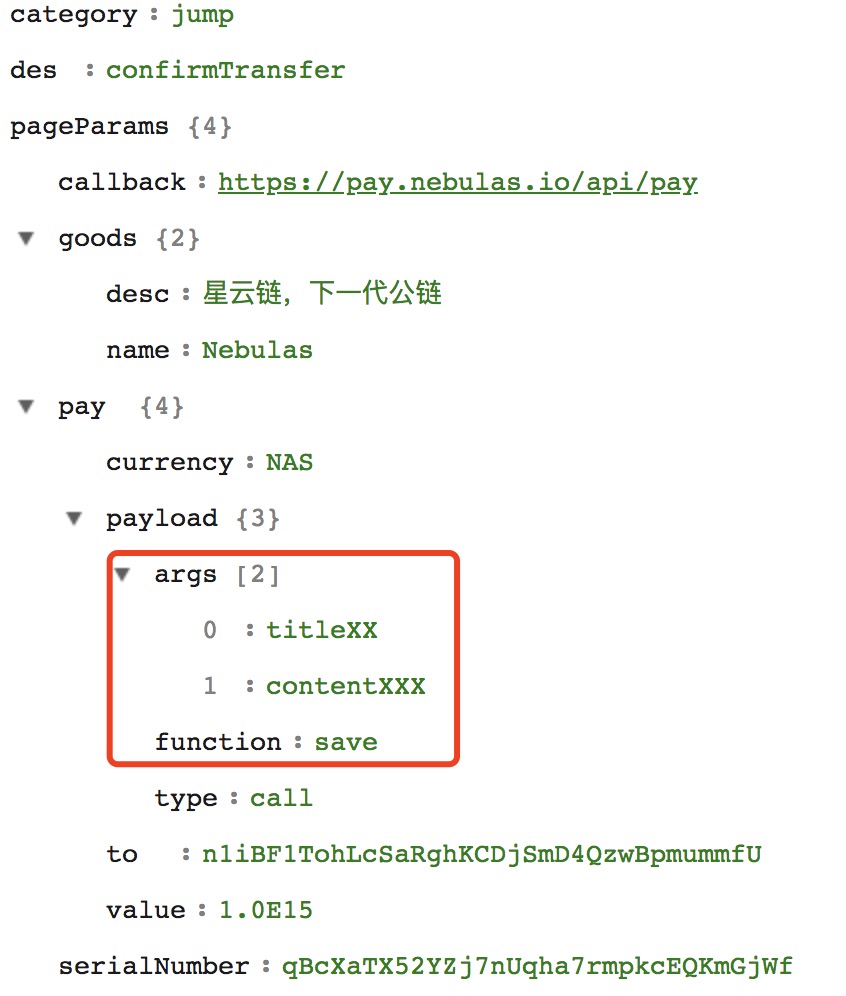 category : jump
des : confirmTransfer
pageParams {4}
callback : https://pay.nebulas.io/api/pay
goods {2}
desc : 星云链，下一代公链
name : Nebulas
pay {4}
currency : NAS
payload {3}
args [2]
0 : titleXX
1 : contentXXX
function : save
type : call
to : n1iBF1TohLcSaRghKCDjSmD4QzwBpmummfU
value : 1.0E15
serialNumber : qBcXaTX52YZj7nUqha7rmpkcEQKmGjWf